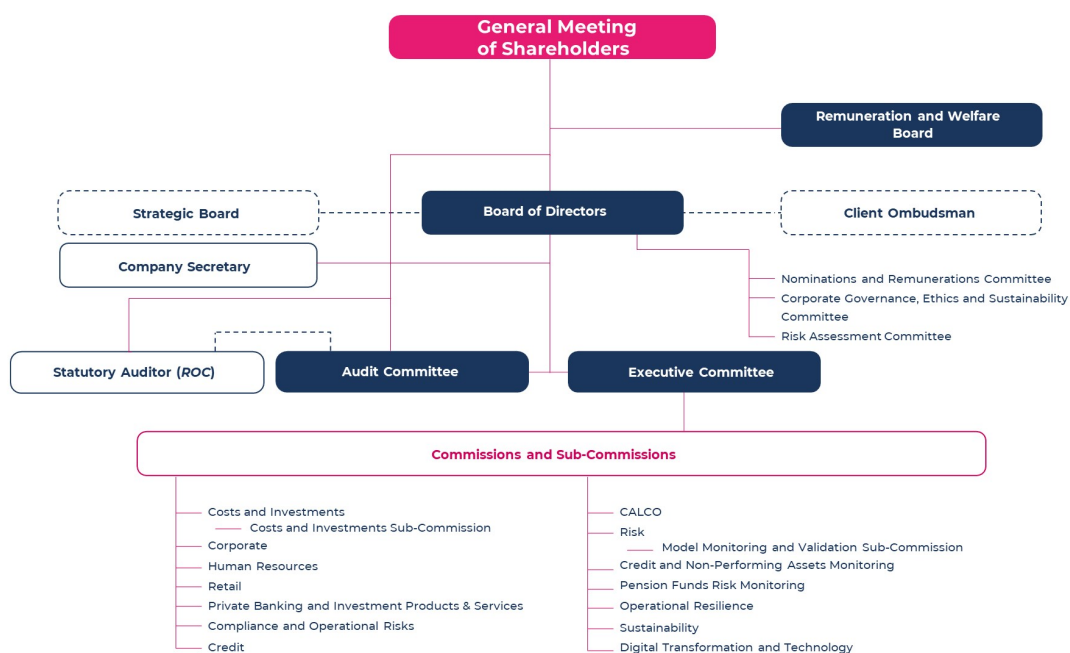 General Meeting
of Shareholders
Remuneration and Welfare
Board
Strategic Board
Board of Directors
Client Ombudsman
Company Secretary
Nominations and Remunerations Committee
Corporate Governance, Ethics and Sustainability
Committee
Risk Assessment Committee
Statutory Auditor (ROC)
Audit Committee
Executive Committee
Commissions and Sub-Commissions
Costs and Investments
Costs and Investments Sub-Commission
Corporate
Human Resources
Retail
Private Banking and Investment Products & Services
Compliance and Operational Risks
Credit
CALCO
Risk
Model Monitoring and Validation Sub-Commission
Credit and Non-Performing Assets Monitoring
Pension Funds Risk Monitoring
Operational Resilience
Sustainability
Digital Transformation and Technology